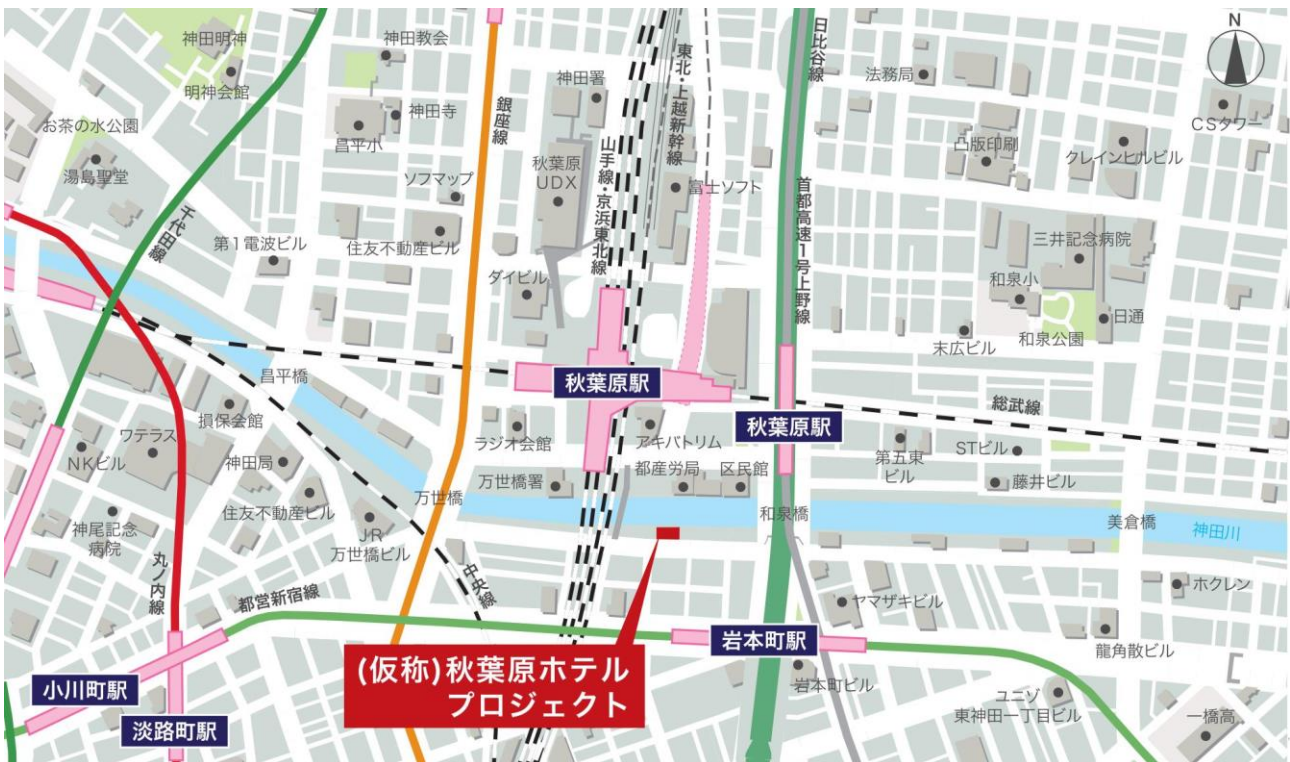 N
神田明神
明神会館
神田教会
神田寺
昌平小
お茶の水公園
湯島聖堂
千代田線
第1電波ビル
ソフマップ
住友不動産ビル
銀座線
神田署
秋葉原
UDX
ダイビル
山手線・京浜東北線
東北・上越新幹線
富士ソフト
日比谷線
首都高速1号上野線
法務局
凸版印刷
CSタワー
クレインヒルビル
三井記念病院
和泉小
和泉公園
日通
末広ビル
昌平橋
秋葉原駅
秋葉原駅
総武線
損保会館
ワテラス
NKビル
神田局
住友不動産ビル
神尾記念
病院
丸ノ内線
JR
万世橋ビル
万世橋
ラジオ会館
万世橋署
アキバトリム
都産労局
区民館
和泉橋
第五東
ビル
STビル
藤井ビル
美倉橋
神田川
中央線
都営新宿線
ヤマザキビル
ホクレン
龍角散ビル
岩本町駅
岩本町ビル
ユニゾ
東神田一丁目ビル
一橋高
小川町駅
淡路町駅
(仮称)秋葉原ホテル
プロジェクト